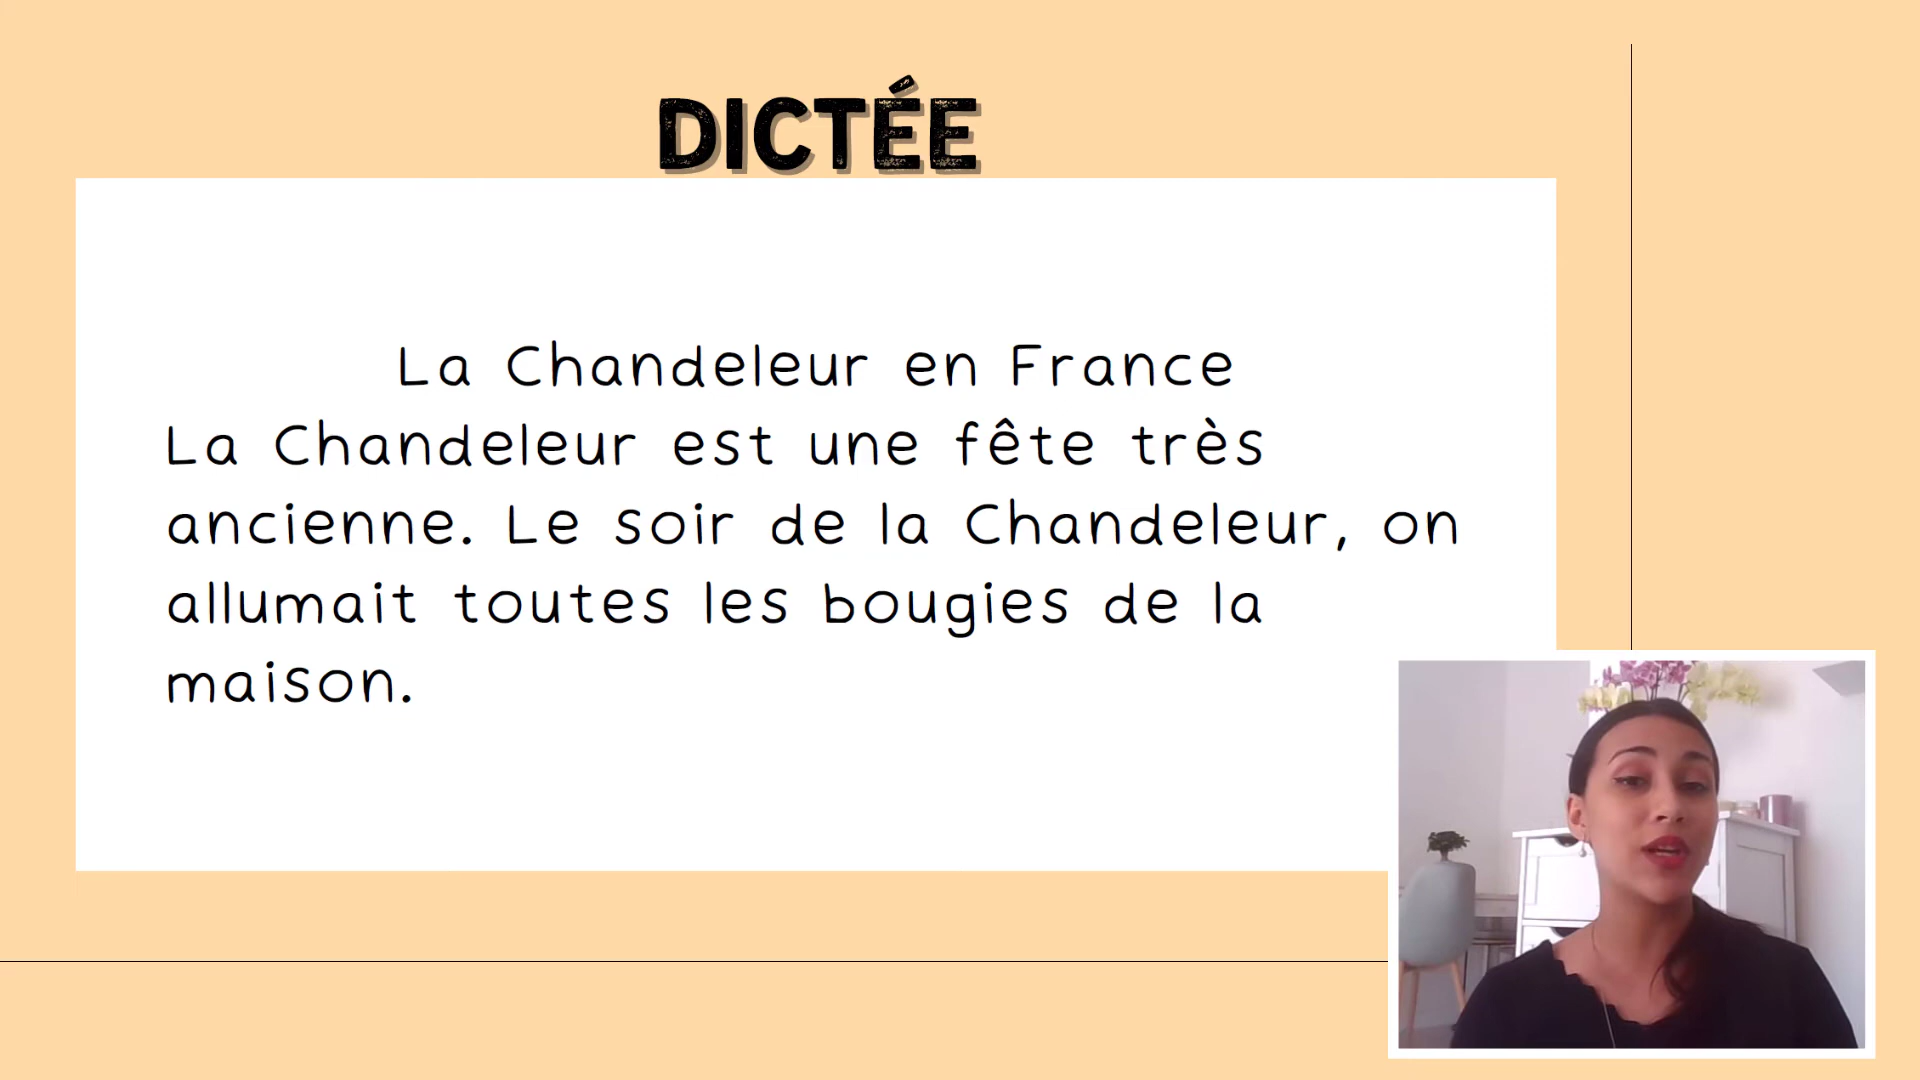 DICTÉE
La Chandeleur en France
La Chandeleur est une fête très
ancienne. Le soir de la Chandeleur, on
allumait toutes les bougies de la
maison.